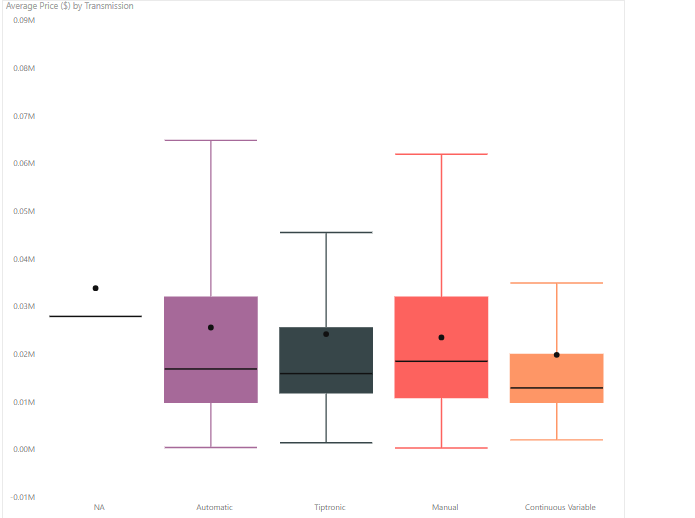 Average Price ($) by Transmission
0.09M
0.08M
0.07M
0.06M
0.05M
0.04M
0.03M
0.02M
0.01M
0.00M
-0.01M
NA Automatic Tiptronic Manual Continuous Variable